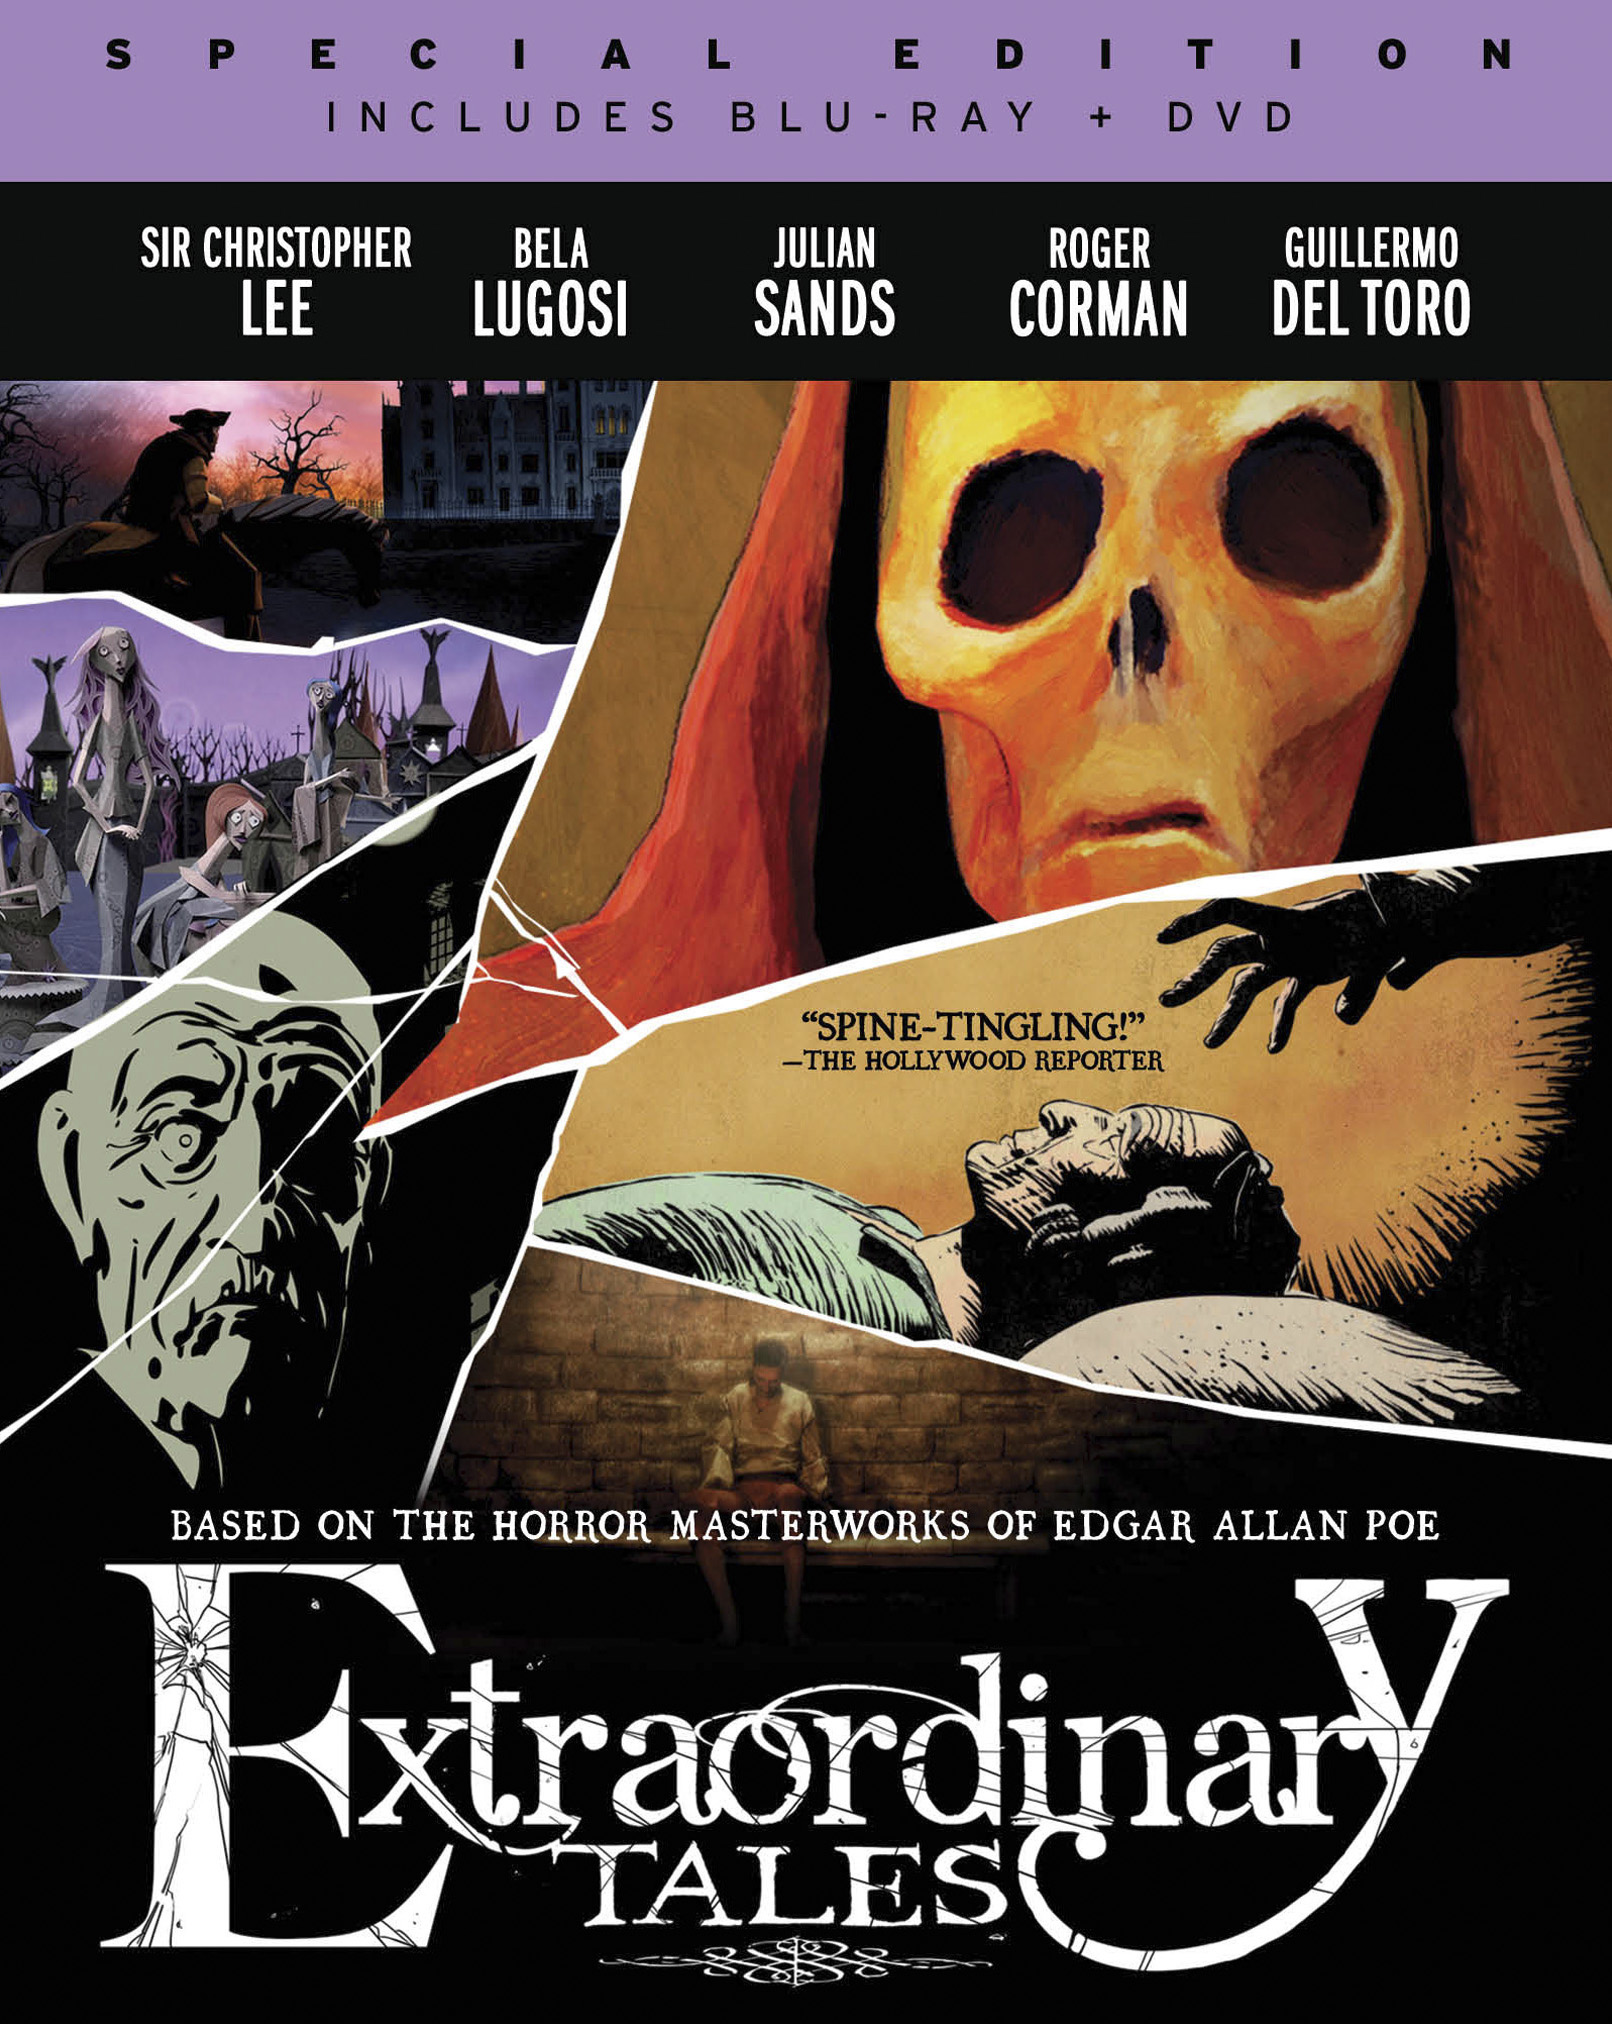 SPECIAL EDITION
INCLUDES BLU-RAY + DVD
SIR CHRISTOPHER
LEE
BELA
LUGOSI
JULIAN
SANDS
ROGER
CORMAN
GUILLERMO
DEL TORO
“SPINE-TINGLING!”
–THE HOLLYWOOD REPORTER
BASED ON THE HORROR MASTERWORKS OF EDGAR ALLAN POE
Extraordinary
TALES